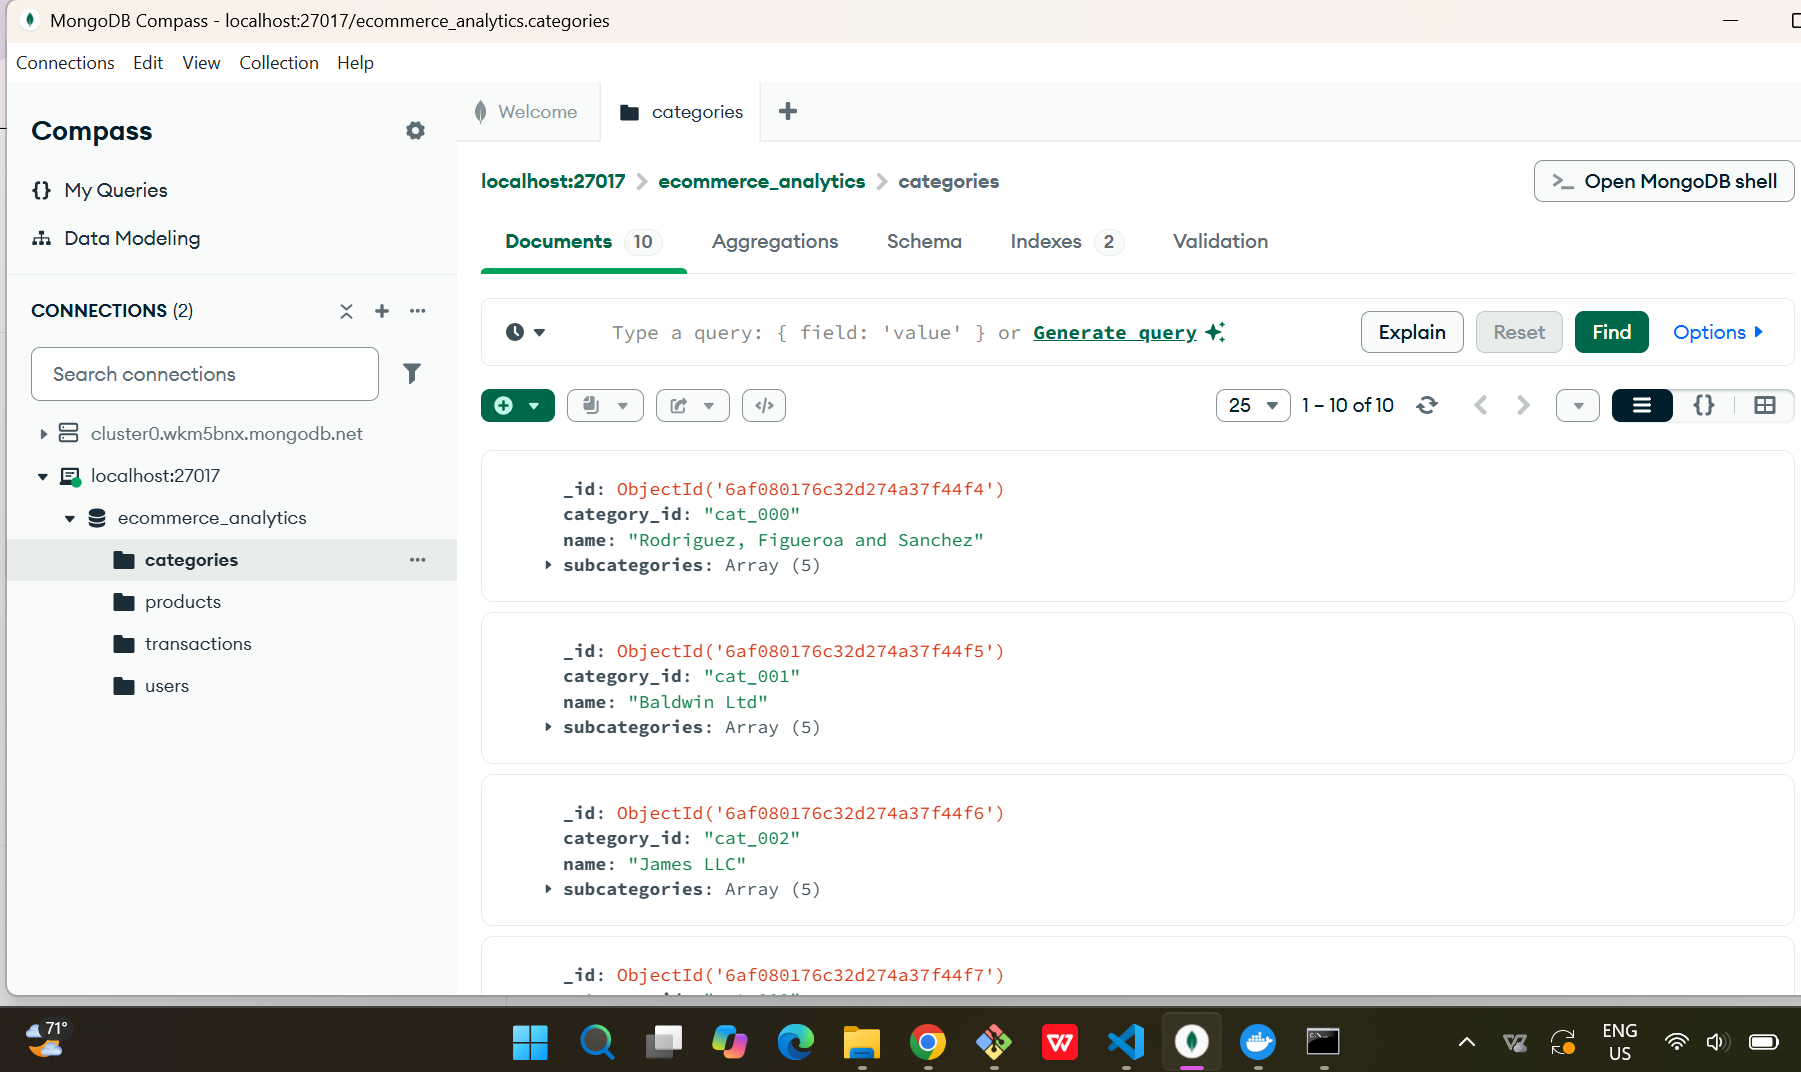 MongoDB Compass - localhost:27017/ecommerce_analytics.categories
Connections Edit View Collection Help
Compass
My Queries
Data Modeling
CONNECTIONS (2)
Search connections
cluster0.wkm5bnx.mongodb.net
localhost:27017
ecommerce_analytics
categories
products
transactions
users
Welcome
categories
localhost:27017 ecommerce_analytics categories
>_ Open MongoDB shell
Documents 10 Aggregations Schema Indexes 2 Validation
Type a query: { field: 'value' } or Generate query
Explain Reset Find Options
25 1 – 10 of 10
_id: ObjectId('6af080176c32d274a37f44f4')
category_id: "cat_000"
name: "Rodriguez, Figueroa and Sanchez"
subcategories: Array (5)
_id: ObjectId('6af080176c32d274a37f44f5')
category_id: "cat_001"
name: "Baldwin Ltd"
subcategories: Array (5)
_id: ObjectId('6af080176c32d274a37f44f6')
category_id: "cat_002"
name: "James LLC"
subcategories: Array (5)
_id: ObjectId('6af080176c32d274a37f44f7')
71°
ENG
US